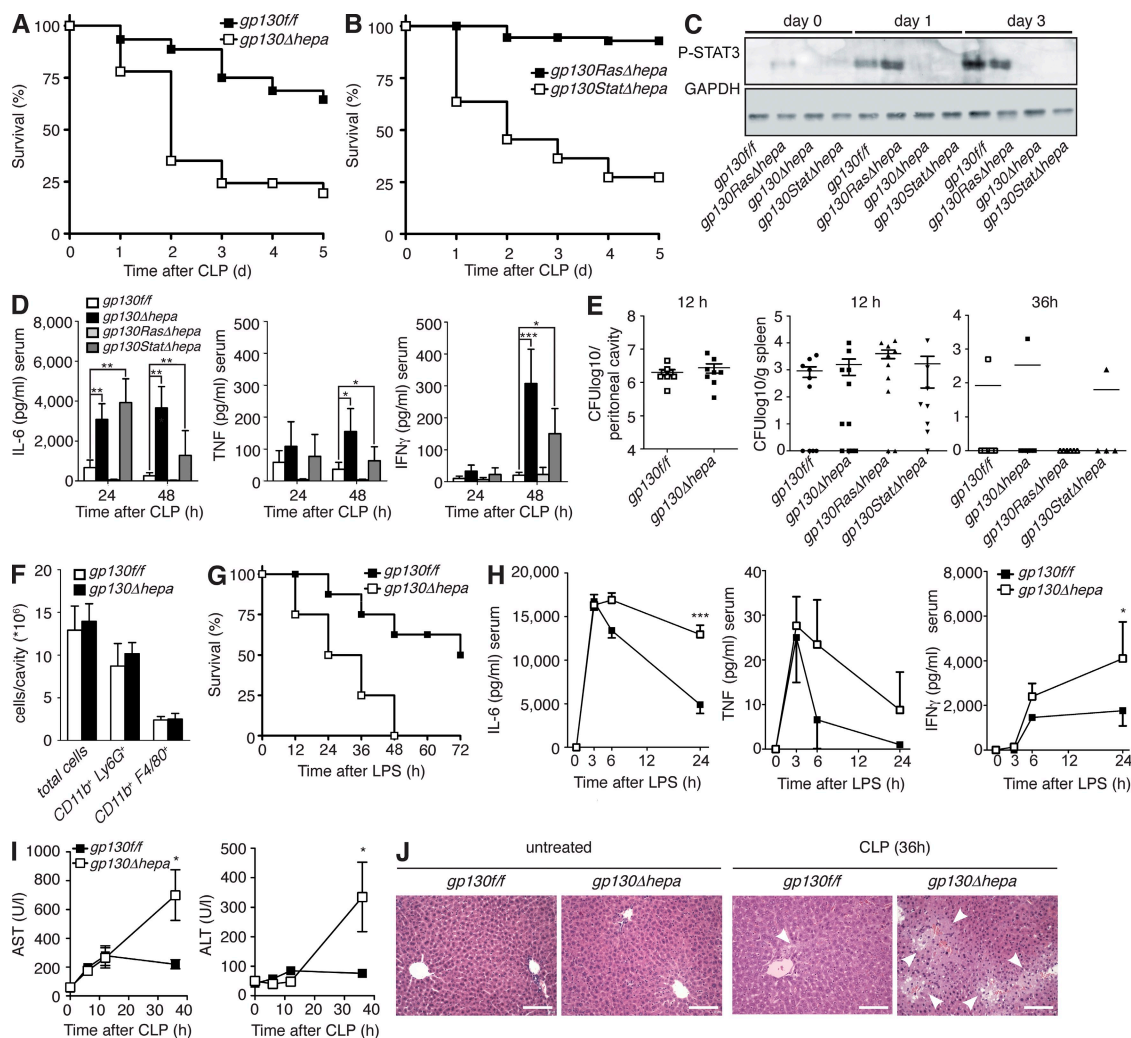 A
gp130f/f
gp130Δhepa
Survival (%)
100
75
50
25
0
0 1 2 3 4 5
Time after CLP (d)
B
gp130RasΔhepa
gp130StatΔhepa
Survival (%)
100
75
50
25
0
0 1 2 3 4 5
Time after CLP (d)
C
day 0 day 1 day 3
P-STAT3
GAPDH
gp130f/f
gp130RasΔhepa
gp130Δhepa
gp130StatΔhepa
gp130f/f
gp130RasΔhepa
gp130Δhepa
gp130StatΔhepa
gp130f/f
gp130RasΔhepa
gp130Δhepa
gp130StatΔhepa
D
gp130f/f
gp130Δhepa
gp130RasΔhepa
gp130StatΔhepa
IL-6 (pg/ml) serum
8,000
6,000
4,000
2,000
0
** ** ** **
24 48
Time after CLP (h)
TNF (pg/ml) serum
500
400
300
200
100
0
* *
24 48
Time after CLP (h)
IFNγ (pg/ml) serum
500
400
300
200
100
0
*** *
24 48
Time after CLP (h)
E
12 h
CFUlog10/
peritoneal cavity
8
6
4
gp130f/f
gp130Δhepa
12 h
CFUlog10/g spleen
5
4
3
2
1
0
gp130f/f
gp130Δhepa
gp130RasΔhepa
gp130StatΔhepa
36h
4
3
2
1
0
gp130f/f
gp130Δhepa
gp130RasΔhepa
gp130StatΔhepa
F
gp130f/f
gp130Δhepa
cells/cavity (*10⁶)
20
15
10
5
0
total cells
CD11b⁺ Ly6G⁺
CD11b⁺ F4/80⁺
G
gp130f/f
gp130Δhepa
Survival (%)
100
75
50
25
0
0 12 24 36 48 60 72
Time after LPS (h)
H
IL-6 (pg/ml) serum
20,000
15,000
10,000
5,000
0
***
0 3 6 12 24
Time after LPS (h)
TNF (pg/ml) serum
40
30
20
10
0
0 3 6 12 24
Time after LPS (h)
gp130f/f
gp130Δhepa
IFNγ (pg/ml) serum
8,000
6,000
4,000
2,000
0
*
0 3 6 12 24
Time after LPS (h)
I
gp130f/f
gp130Δhepa
AST (U/l)
1000
800
600
400
200
0
*
0 10 20 30 40
Time after CLP (h)
ALT (U/l)
500
400
300
200
100
0
*
0 10 20 30 40
Time after CLP (h)
J
untreated CLP (36h)
gp130f/f gp130Δhepa gp130f/f gp130Δhepa